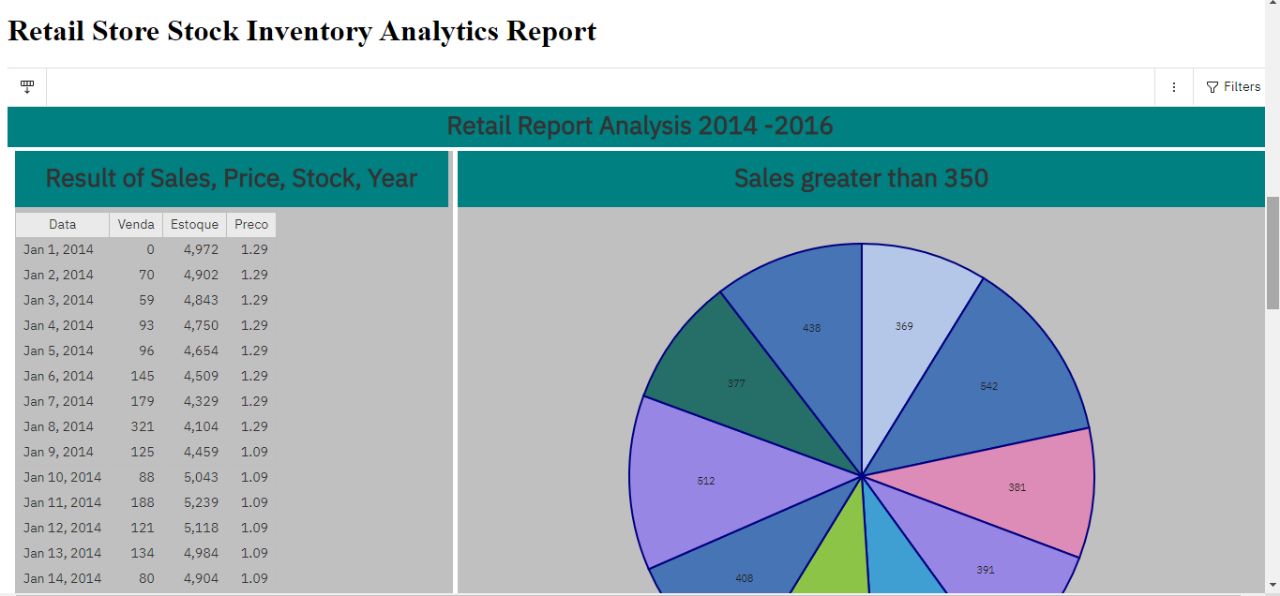 Retail Store Stock Inventory Analytics Report
Filters
Retail Report Analysis 2014 -2016
Result of Sales, Price, Stock, Year
Sales greater than 350
Data Venda Estoque Preco
Jan 1, 2014 0 4,972 1.29
Jan 2, 2014 70 4,902 1.29
Jan 3, 2014 59 4,843 1.29
Jan 4, 2014 93 4,750 1.29
Jan 5, 2014 96 4,654 1.29
Jan 6, 2014 145 4,509 1.29
Jan 7, 2014 179 4,329 1.29
Jan 8, 2014 321 4,104 1.29
Jan 9, 2014 125 4,459 1.09
Jan 10, 2014 88 5,043 1.09
Jan 11, 2014 188 5,239 1.09
Jan 12, 2014 121 5,118 1.09
Jan 13, 2014 134 4,984 1.09
Jan 14, 2014 80 4,904 1.09
438
369
377
542
512
381
408
391